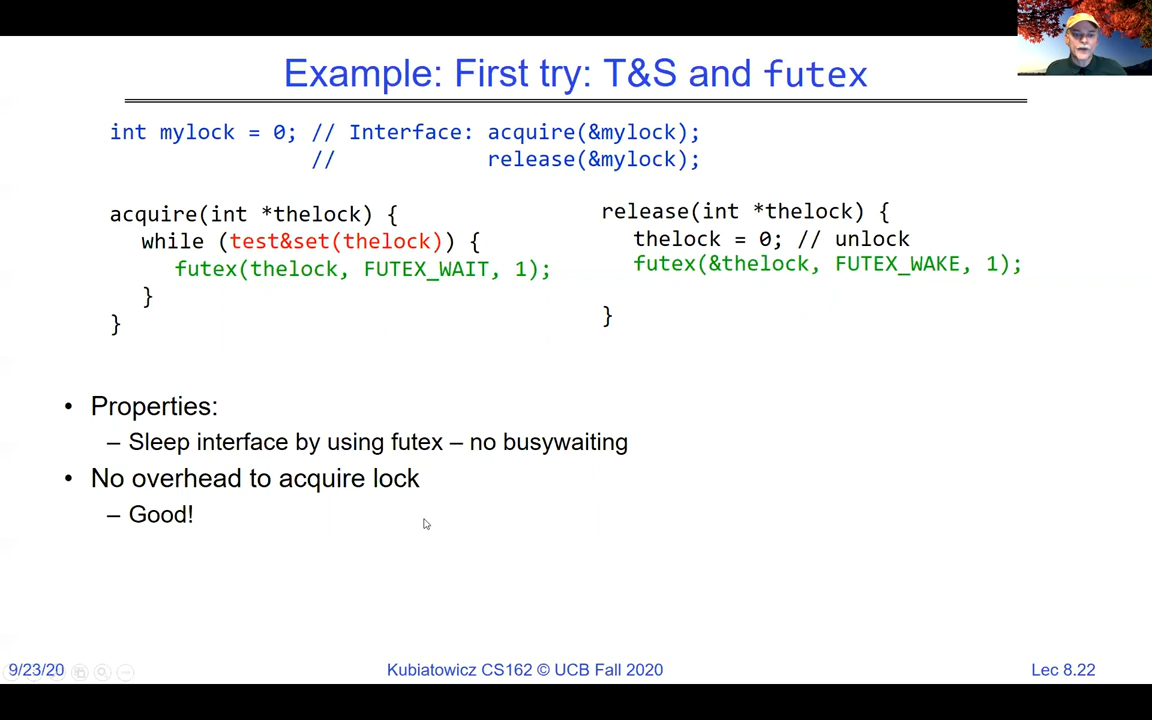 Example: First try: T&S and futex
int mylock = 0; // Interface: acquire(&mylock);
// release(&mylock);
acquire(int *thelock) {
while (test&set(thelock)) {
futex(thelock, FUTEX_WAIT, 1);
}
}
release(int *thelock) {
thelock = 0; // unlock
futex(&thelock, FUTEX_WAKE, 1);
}
• Properties:
– Sleep interface by using futex – no busywaiting
• No overhead to acquire lock
– Good!
9/23/20 Kubiatowicz CS162 © UCB Fall 2020 Lec 8.22